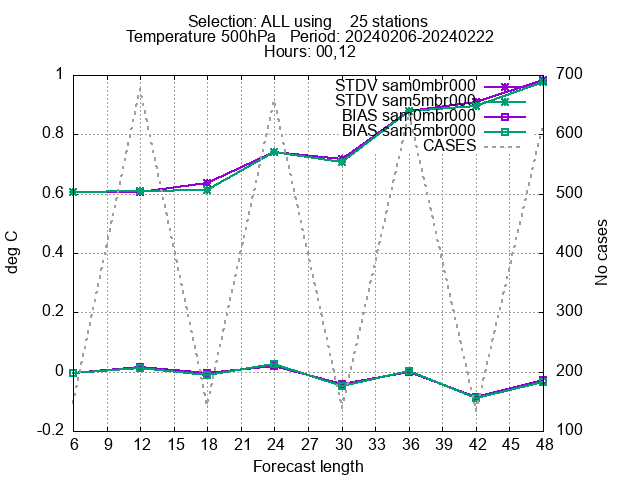 Selection: ALL using 25 stations
Temperature 500hPa Period: 20240206-20240222
Hours: 00,12
STDV sam0mbr000
STDV sam5mbr000
BIAS sam0mbr000
BIAS sam5mbr000
CASES
deg C
1
0.8
0.6
0.4
0.2
0
-0.2
No cases
700
600
500
400
300
200
100
6 9 12 15 18 21 24 27 30 33 36 39 42 45 48
Forecast length